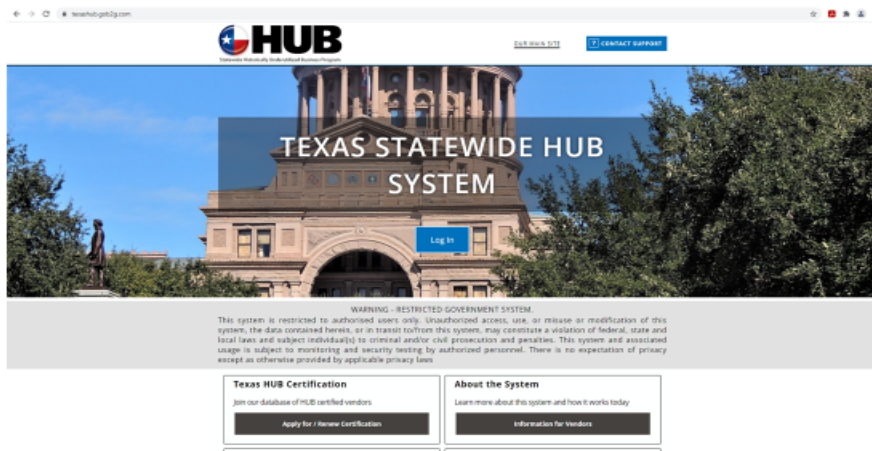 texashub.gob2g.com
HUB
Statewide Historically Underutilized Business Program
OUR MAIN SITE
? CONTACT SUPPORT
TEXAS STATEWIDE HUB
SYSTEM
Log In
WARNING - RESTRICTED GOVERNMENT SYSTEM.
This system is restricted to authorised users only. Unauthorized access, use, or misuse or modification of this
system, the data contained herein, or in transit to/from this system, may constitute a violation of federal, state and
local laws and subject individual(s) to criminal and/or civil prosecution and penalties. This system and associated
usage is subject to monitoring and security testing by authorized personnel. There is no expectation of privacy
except as otherwise provided by applicable privacy laws
Texas HUB Certification
Join our database of HUB certified vendors
Apply for / Renew Certification
About the System
Learn more about this system and how it works today
Information for Vendors